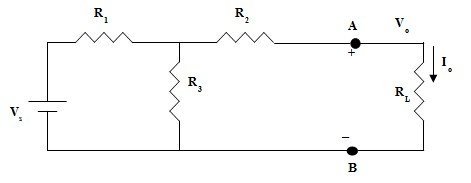 R1 R2 A Vo
+ Io
R3
RL
Vs
−
B